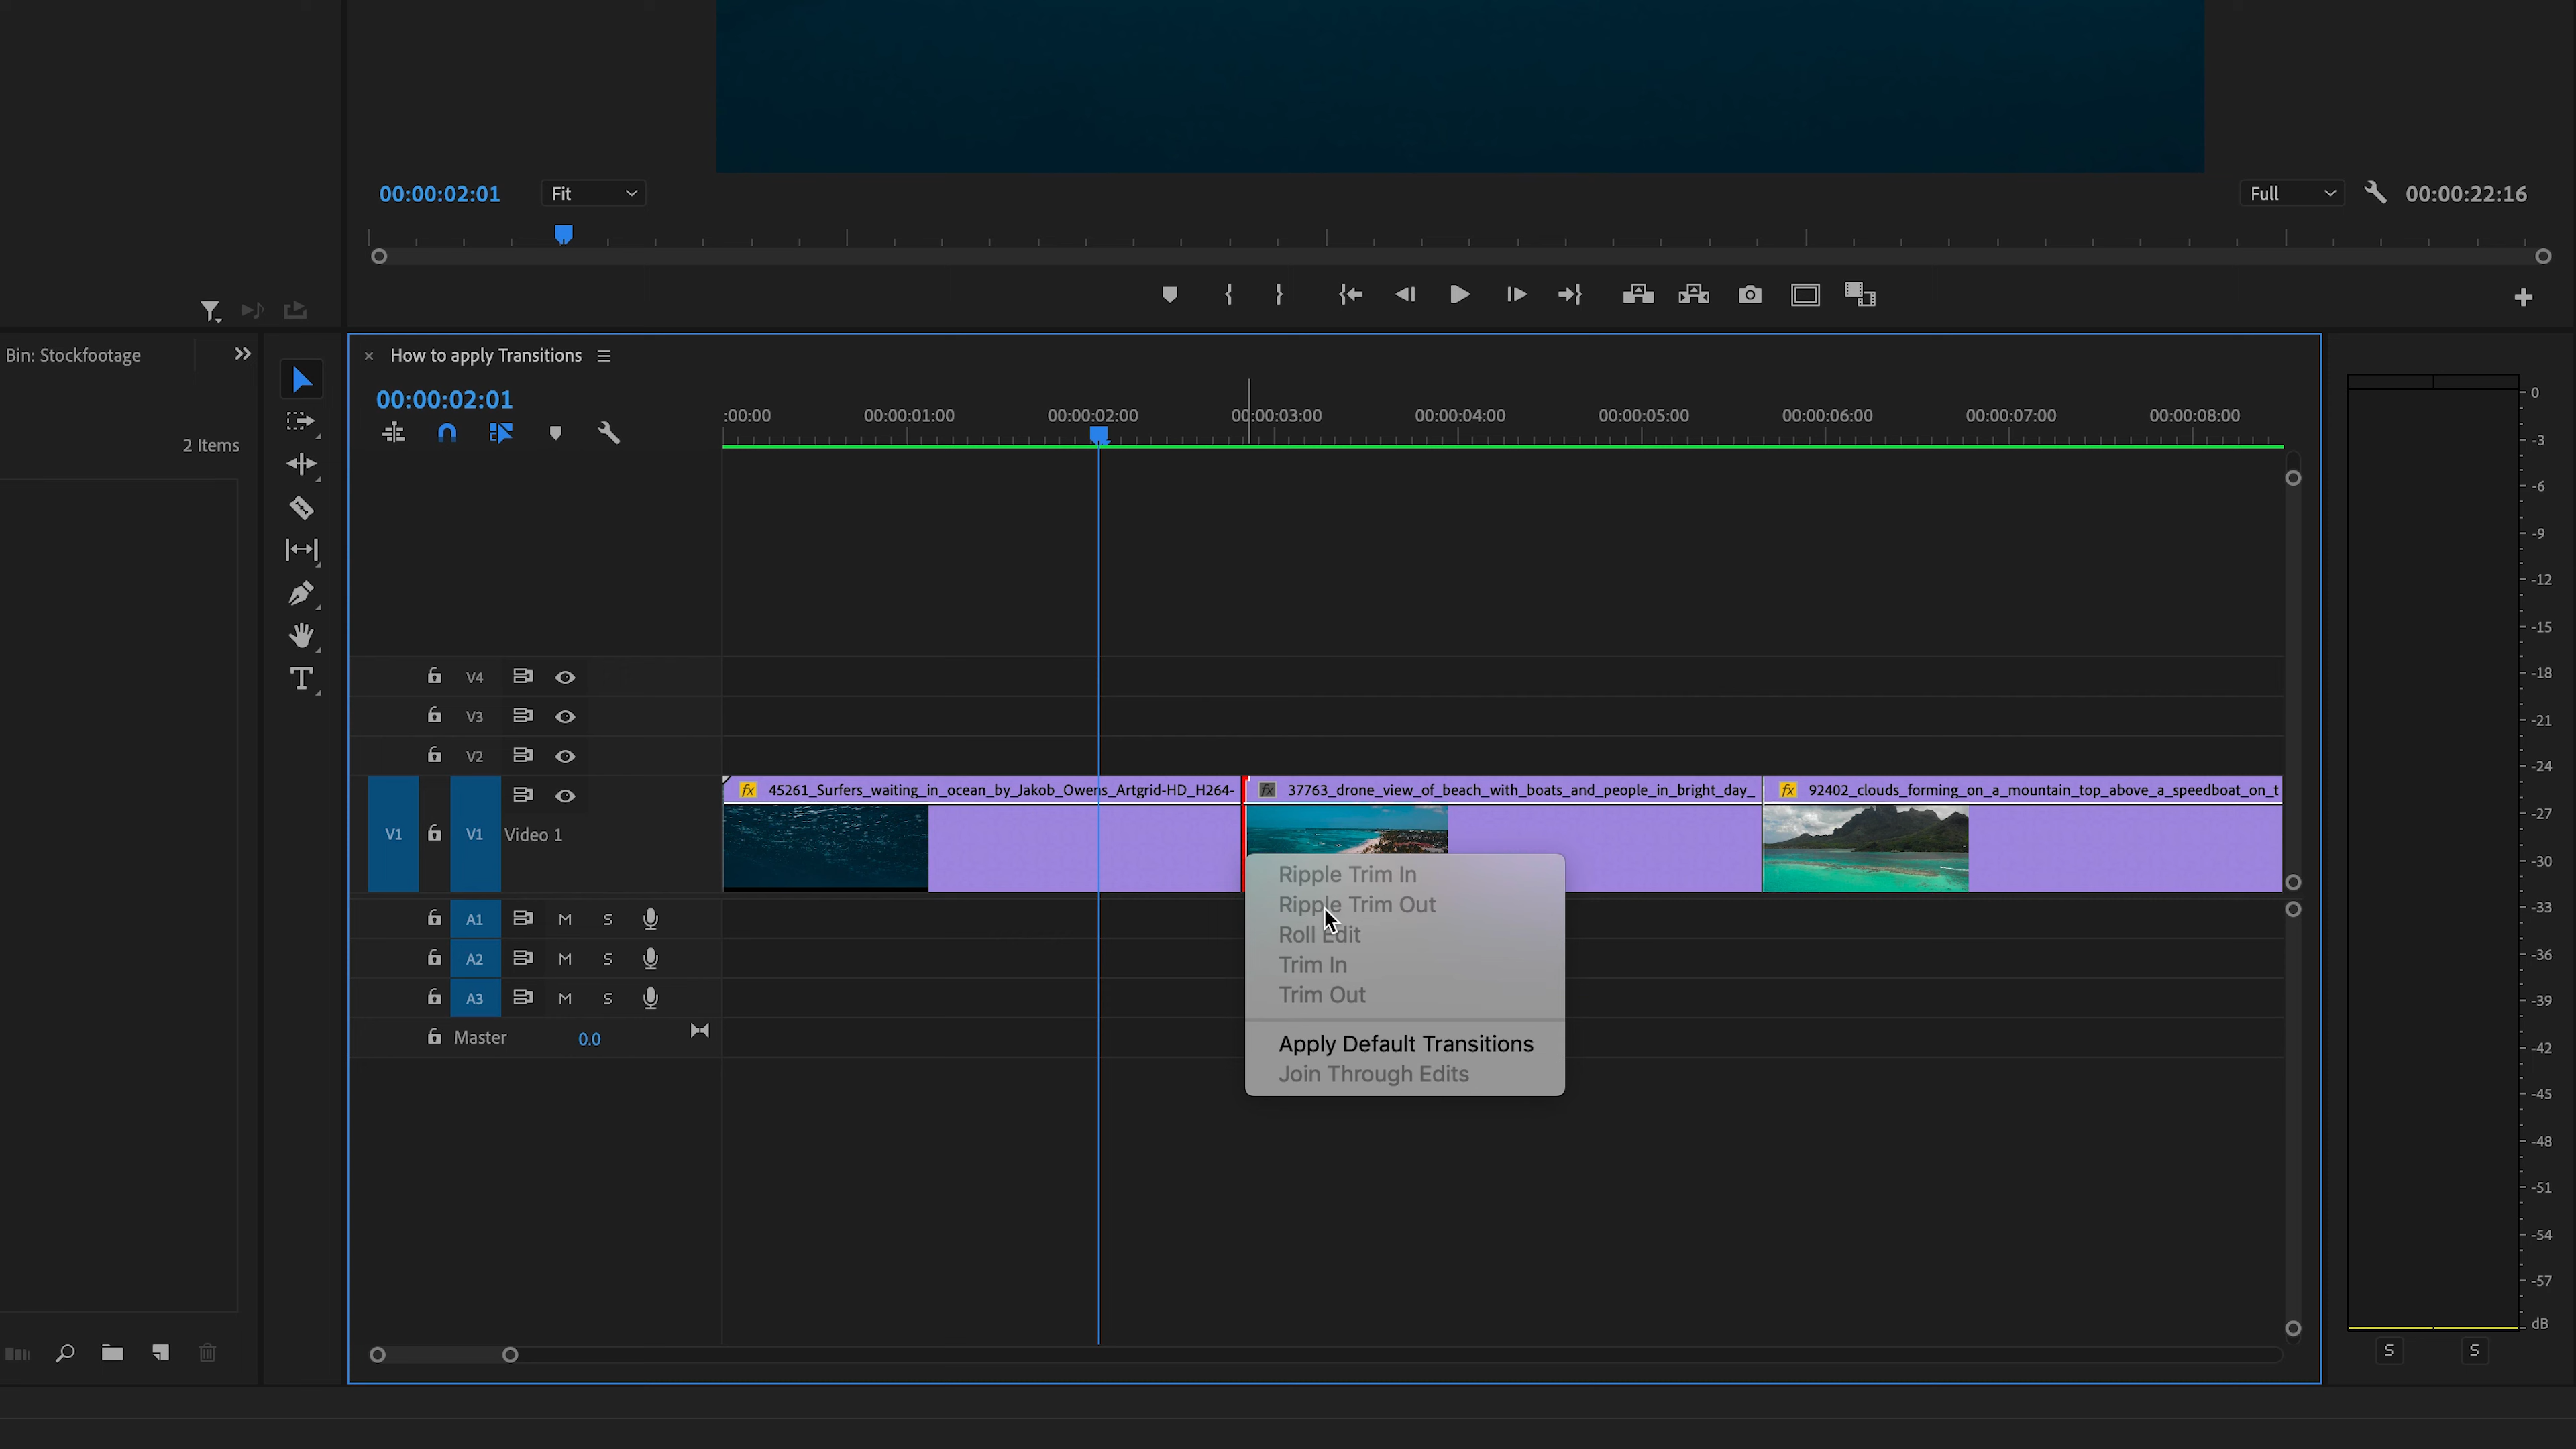 00:00:02:01
Fit
Full
00:00:22:16
Bin: Stockfootage
2 Items
× How to apply Transitions
00:00:02:01
:00:00
00:00:01:00
00:00:02:00
00:00:03:00
00:00:04:00
00:00:05:00
00:00:06:00
00:00:07:00
00:00:08:00
V4
V3
V2
fx 45261_Surfers_waiting_in_ocean_by_Jakob_Owens_Artgrid-HD_H264-
fx 37763_drone_view_of_beach_with_boats_and_people_in_bright_day_
fx 92402_clouds_forming_on_a_mountain_top_above_a_speedboat_on_t
V1
V1
Video 1
Ripple Trim In
Ripple Trim Out
Roll Edit
Trim In
Trim Out
Apply Default Transitions
Join Through Edits
A1 M S
A2 M S
A3 M S
Master 0.0
0
-3
-6
-9
-12
-15
-18
-21
-24
-27
-30
-33
-36
-39
-42
-45
-48
-51
-54
-57
dB
S S